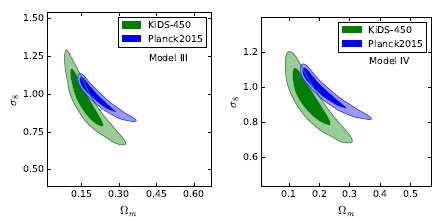 KiDS-450
Planck2015
Model III
1.50
1.25
1.00
0.75
0.50
σ8
0.15 0.30 0.45 0.60
Ωm
KiDS-450
Planck2015
Model IV
1.2
1.0
0.8
0.6
σ8
0.1 0.2 0.3 0.4 0.5
Ωm